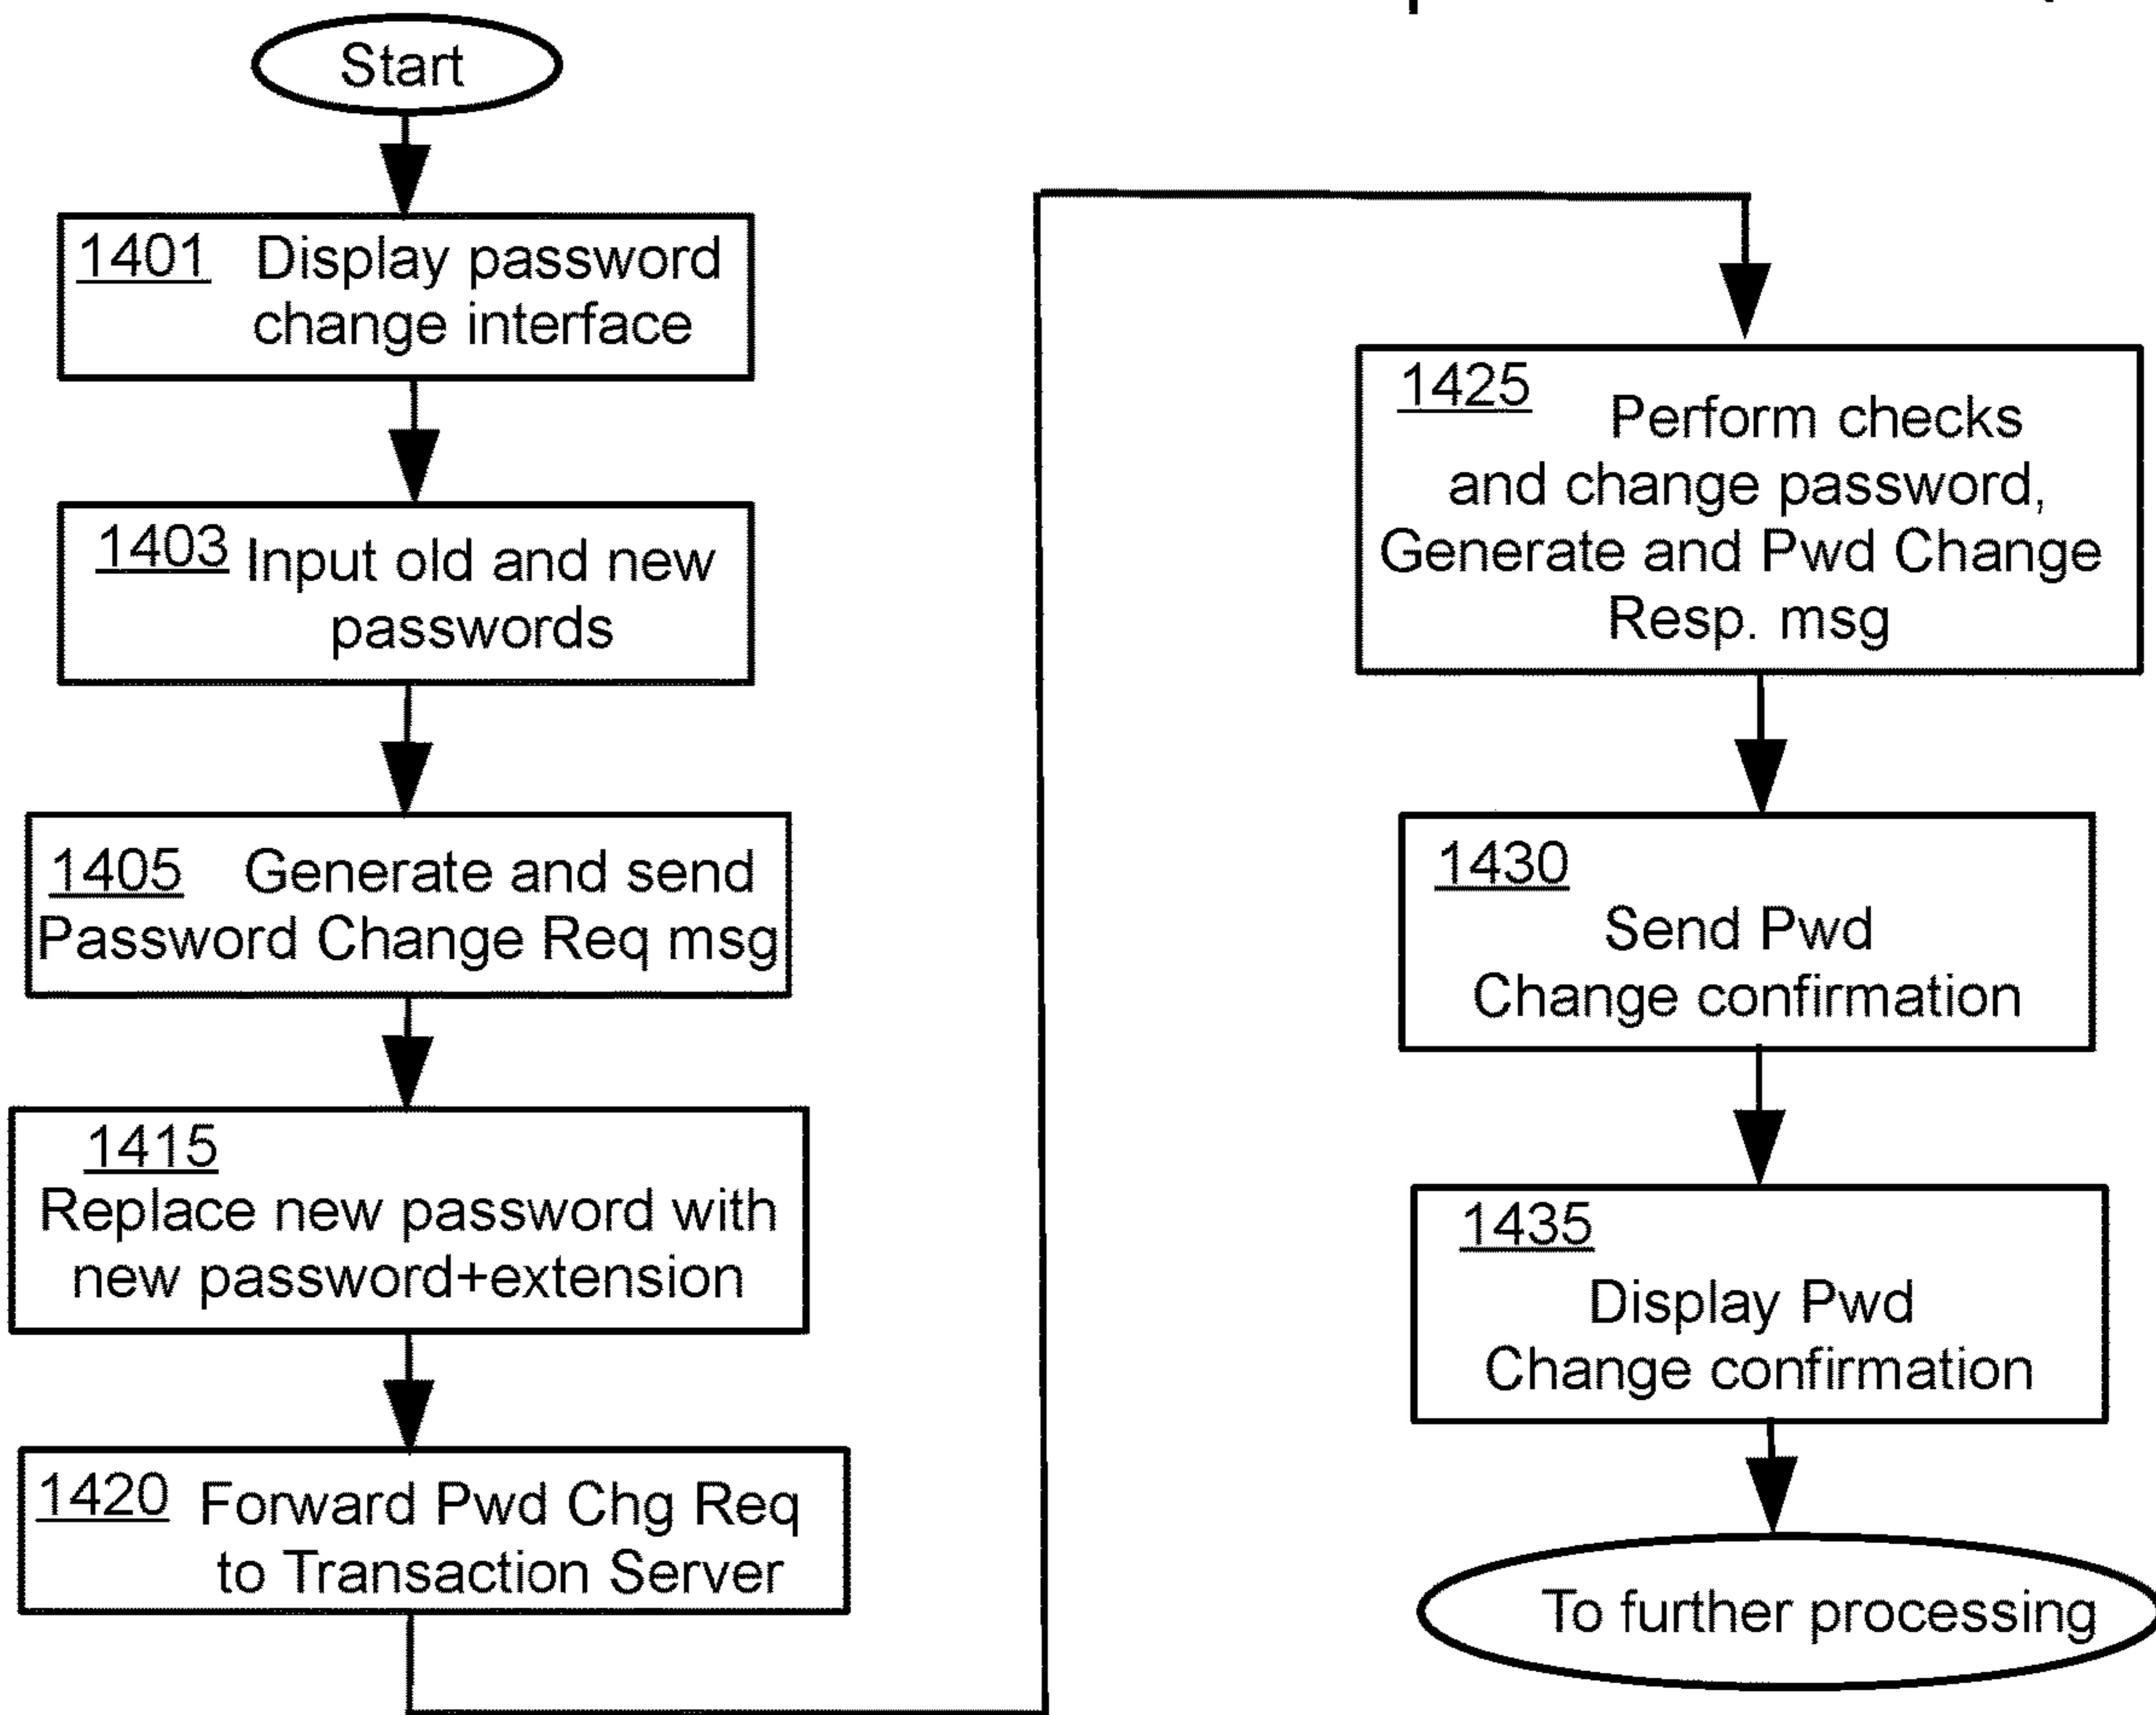 Start
1401 Display password
change interface
1403 Input old and new
passwords
1405 Generate and send
Password Change Req msg
1415
Replace new password with
new password+extension
1420 Forward Pwd Chg Req
to Transaction Server
1425 Perform checks
and change password,
Generate and Pwd Change
Resp. msg
1430
Send Pwd
Change confirmation
1435
Display Pwd
Change confirmation
To further processing